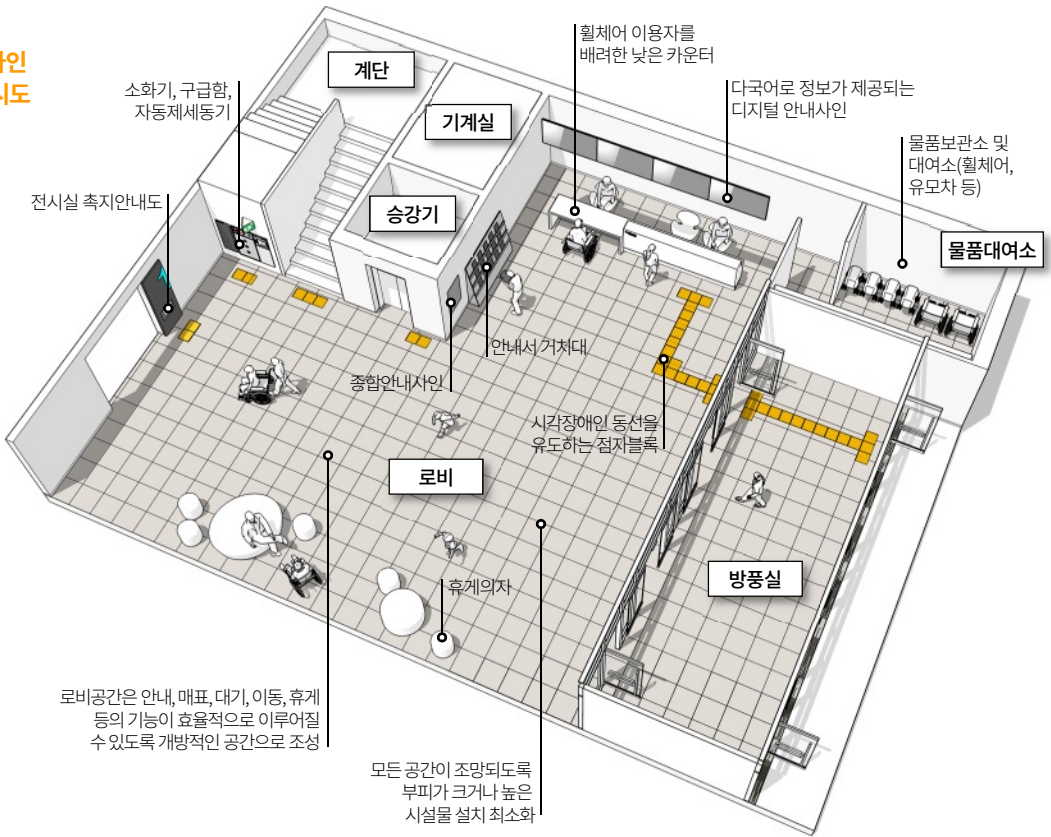 계단
기계실
승강기
소화기, 구급함,
자동제세동기
전시실 촉지안내도
휠체어 이용자를
배려한 낮은 카운터
다국어로 정보가 제공되는
디지털 안내사인
물품보관소 및
대여소(휠체어,
유모차 등)
물품대여소
안내서 거치대
종합안내사인
시각장애인 동선을
유도하는 점자블록
로비
방풍실
휴게의자
로비공간은 안내, 매표, 대기, 이동, 휴게
등의 기능이 효율적으로 이루어질
수 있도록 개방적인 공간으로 조성
모든 공간이 조망되도록
부피가 크거나 높은
시설물 설치 최소화